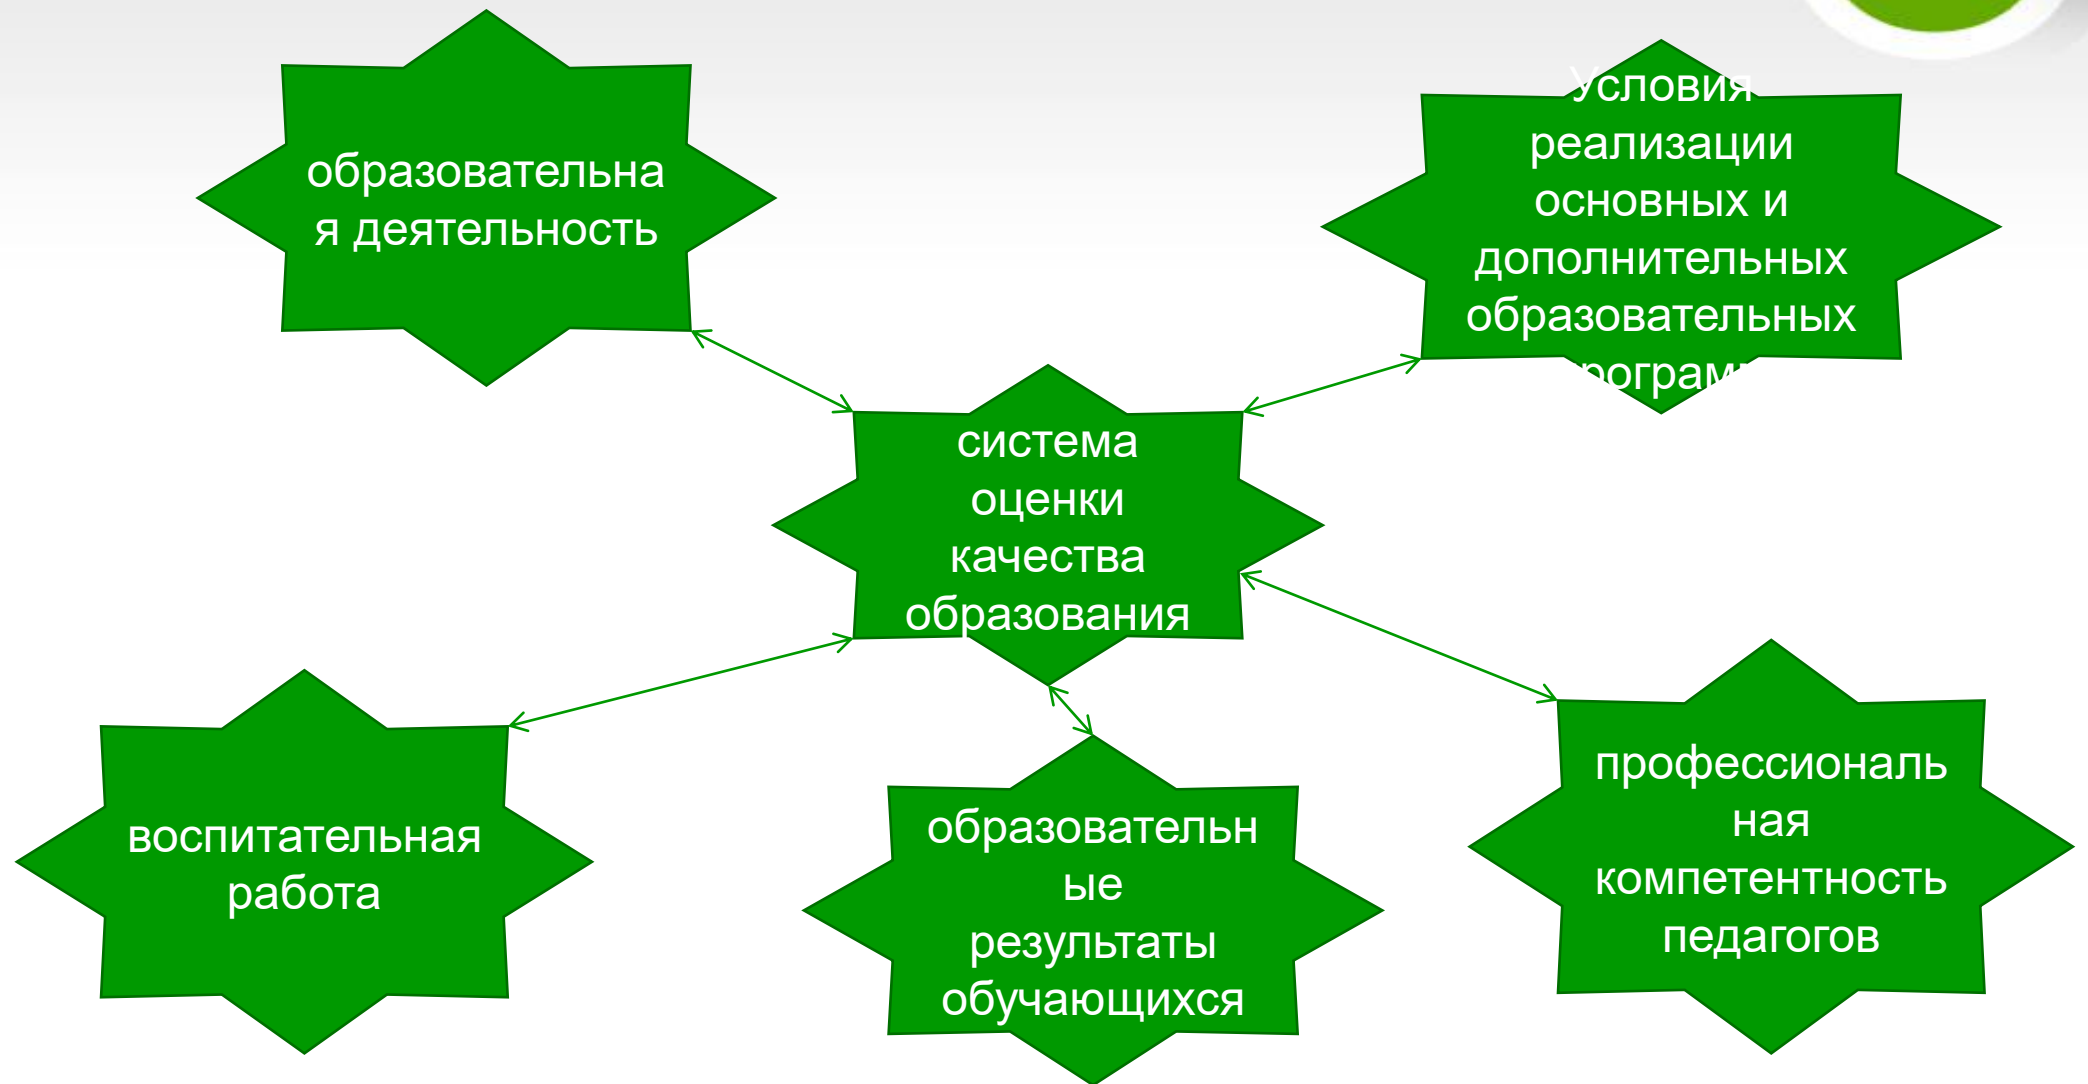 образовательна
я деятельность
Условия
реализации
основных и
дополнительных
образовательных
система
оценки
качества
образования
воспитательная
работа
образовательн
ые
результаты
обучающихся
профессиональ
ная
компетентность
педагогов